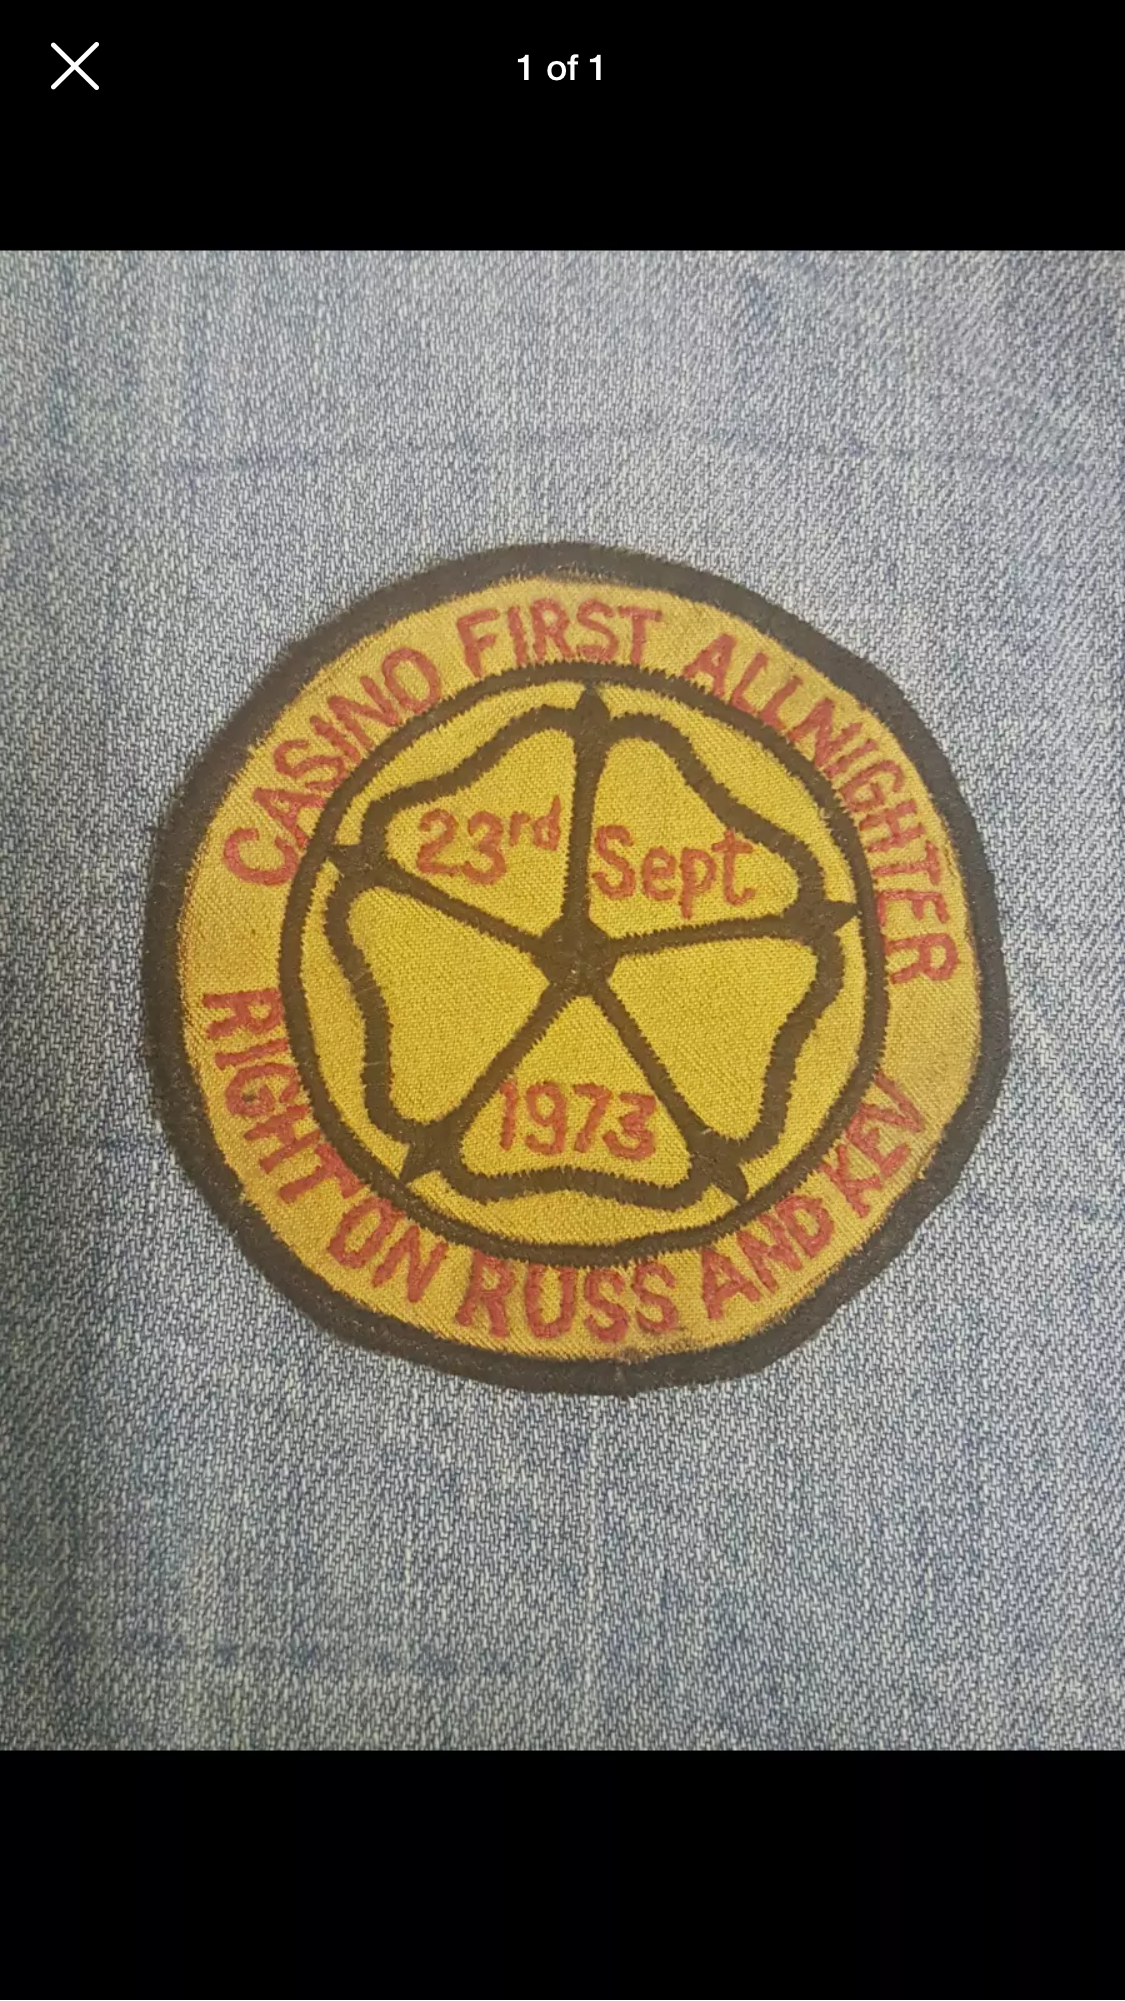 1 of 1
CASINO FIRST ALLNIGHTER
23rd Sept
1973
RIGHT ON RUSS AND KEV